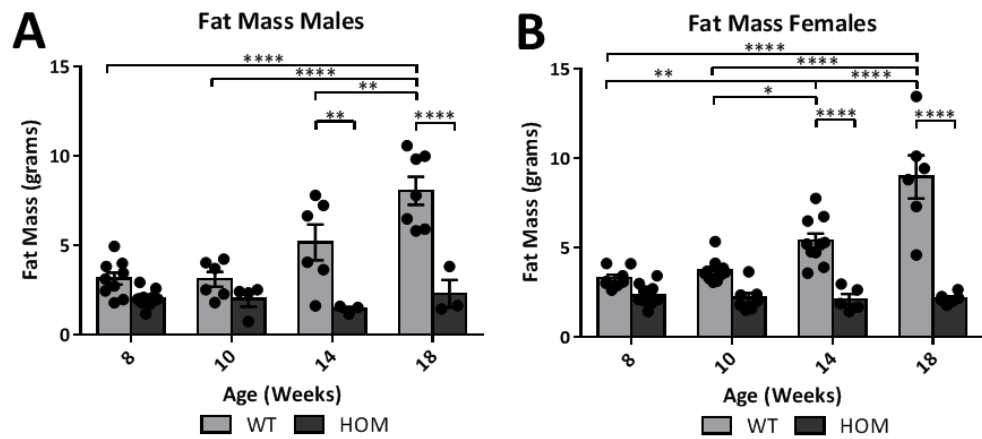 A
Fat Mass Males
****
****
**
**
****
15
10
5
0
Fat Mass (grams)
8
10
14
18
Age (Weeks)
WT
HOM
B
Fat Mass Females
****
****
**
****
*
****
****
15
10
5
0
Fat Mass (grams)
8
10
14
18
Age (Weeks)
WT
HOM